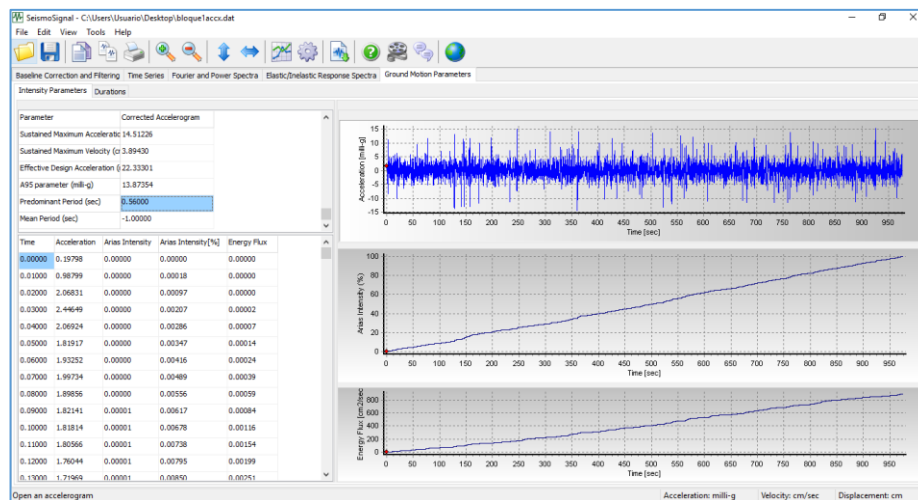 SeismoSignal - C:\Users\Usuario\Desktop\bloque1accx.dat
File Edit View Tools Help
Baseline Correction and Filtering Time Series Fourier and Power Spectra Elastic/Inelastic Response Spectra Ground Motion Parameters
Intensity Parameters Durations
Parameter Corrected Accelerogram
Sustained Maximum Acceleratic 14.51226
Sustained Maximum Velocity (cr 3.89430
Effective Design Acceleration ( 22.33301
A95 parameter (milli-g) 13.87354
Predominant Period (sec) 0.56000
Mean Period (sec) -1.00000
Time Acceleration Arias Intensity Arias Intensity[%] Energy Flux
0.00000 0.19798 0.00000 0.00000 0.00000
0.01000 0.98799 0.00000 0.00018 0.00000
0.02000 2.06831 0.00000 0.00097 0.00000
0.03000 2.44649 0.00000 0.00207 0.00002
0.04000 2.06924 0.00000 0.00286 0.00007
0.05000 1.81917 0.00000 0.00347 0.00014
0.06000 1.93252 0.00000 0.00416 0.00024
0.07000 1.99734 0.00000 0.00489 0.00039
0.08000 1.89856 0.00000 0.00556 0.00059
0.09000 1.82141 0.00001 0.00617 0.00084
0.10000 1.81814 0.00001 0.00678 0.00116
0.11000 1.80566 0.00001 0.00738 0.00154
0.12000 1.76044 0.00001 0.00795 0.00199
0.13000 1.71969 0.00001 0.00850 0.00251
Acceleration [milli-g]
15
10
5
0
-5
-10
-15
0 50 100 150 200 250 300 350 400 450 500 550 600 650 700 750 800 850 900 950
Time [sec]
Arias Intensity (%)
100
80
60
40
20
0
0 50 100 150 200 250 300 350 400 450 500 550 600 650 700 750 800 850 900 950
Time [sec]
Energy Flux [cm2/sec
800
600
400
200
0
0 50 100 150 200 250 300 350 400 450 500 550 600 650 700 750 800 850 900 950
Time [sec]
Open an accelerogram
Acceleration: milli-g Velocity: cm/sec Displacement: cm